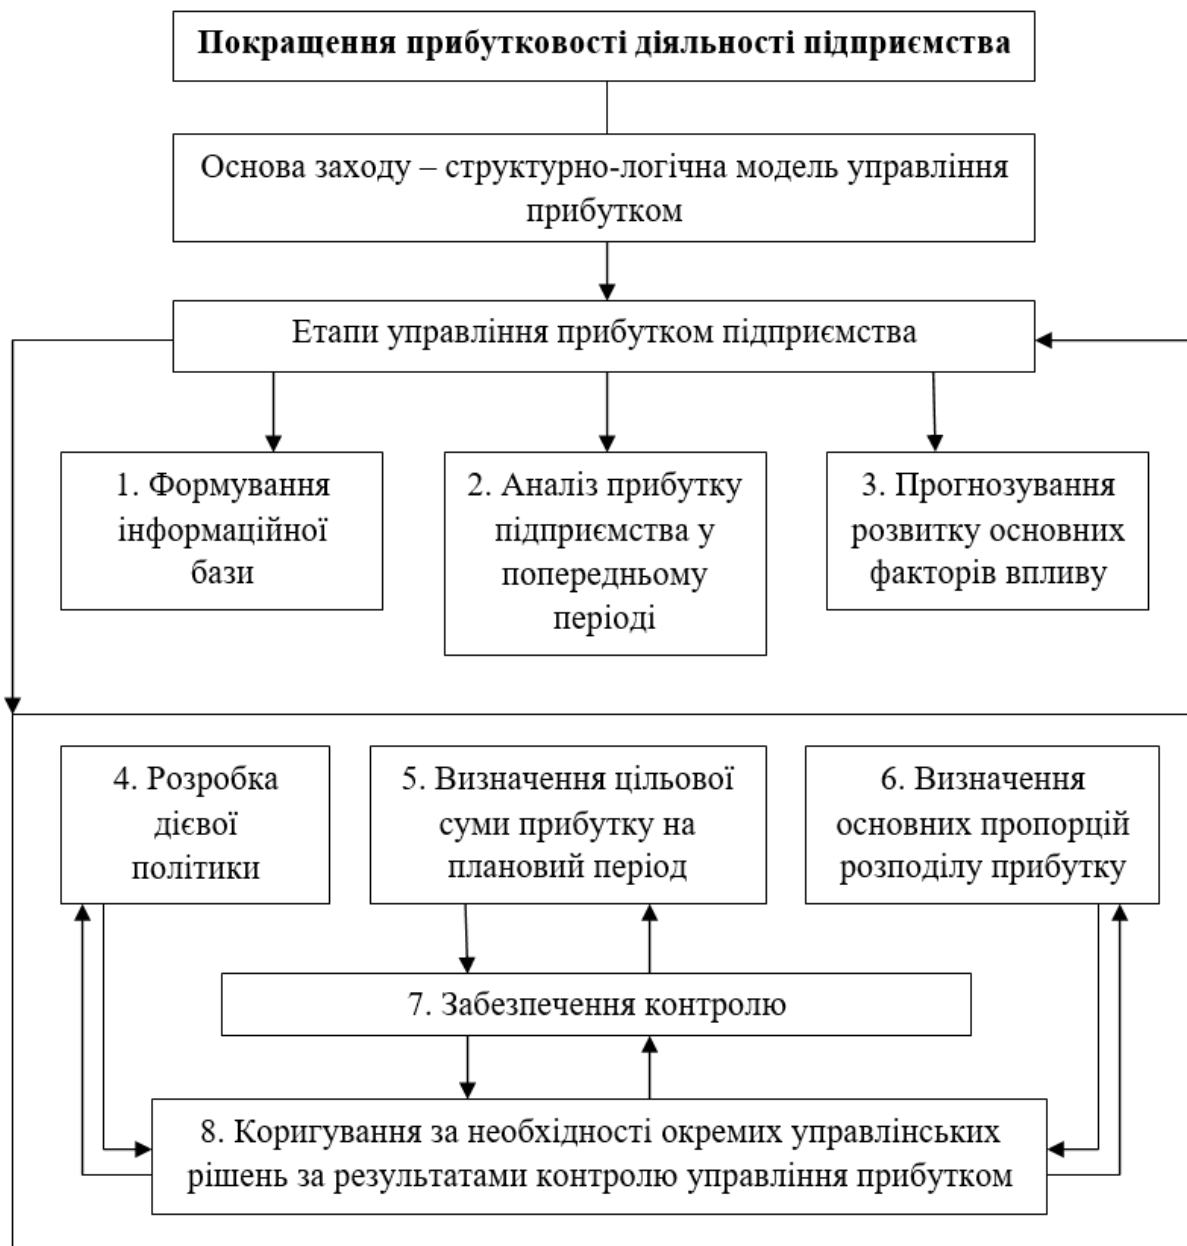 Покращення прибутковості діяльності підприємства
Основа заходу – структурно-логічна модель управління
прибутком
Етапи управління прибутком підприємства
1. Формування
інформаційної
бази
2. Аналіз прибутку
підприємства у
попередньому
періоді
3. Прогнозування
розвитку основних
факторів впливу
4. Розробка
дієвої
політики
5. Визначення цільової
суми прибутку на
плановий період
6. Визначення
основних пропорцій
розподілу прибутку
7. Забезпечення контролю
8. Коригування за необхідності окремих управлінських
рішень за результатами контролю управління прибутком